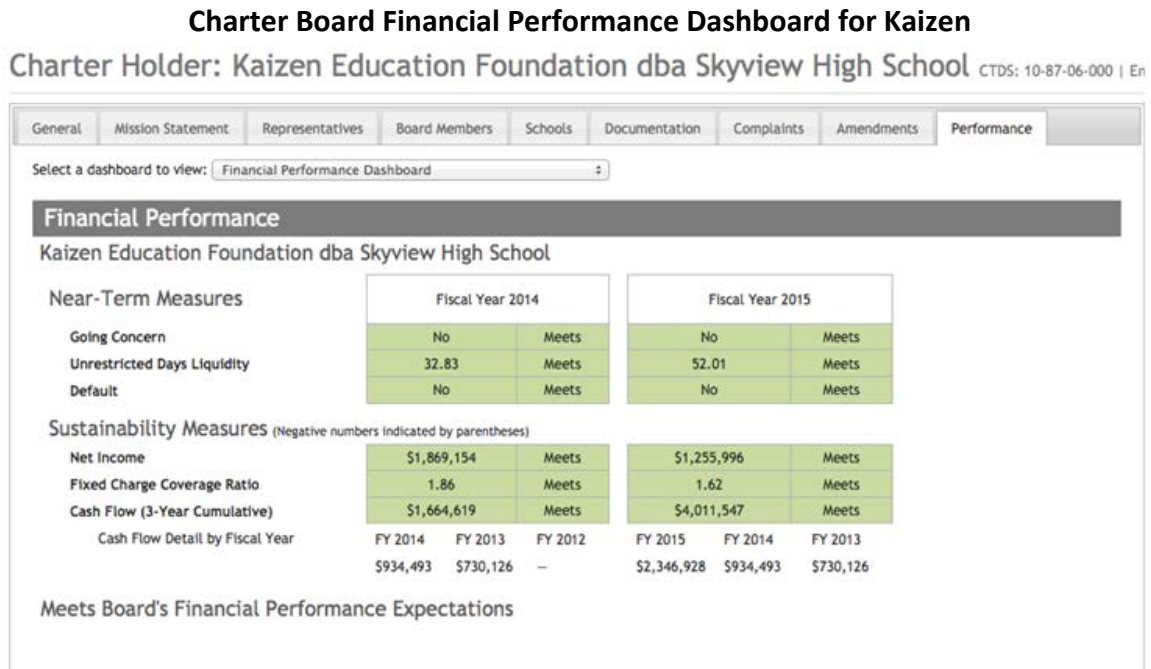 Charter Board Financial Performance Dashboard for Kaizen
Charter Holder: Kaizen Education Foundation dba Skyview High School CTDS: 10-87-06-000 | En
General Mission Statement Representatives Board Members Schools Documentation Complaints Amendments Performance
Select a dashboard to view: Financial Performance Dashboard
Financial Performance
Kaizen Education Foundation dba Skyview High School
Near-Term Measures Fiscal Year 2014 Fiscal Year 2015
Going Concern No Meets No Meets
Unrestricted Days Liquidity 32.83 Meets 52.01 Meets
Default No Meets No Meets
Sustainability Measures (Negative numbers indicated by parentheses)
Net Income $1,869,154 Meets $1,255,996 Meets
Fixed Charge Coverage Ratio 1.86 Meets 1.62 Meets
Cash Flow (3-Year Cumulative) $1,664,619 Meets $4,011,547 Meets
Cash Flow Detail by Fiscal Year FY 2014 FY 2013 FY 2012 FY 2015 FY 2014 FY 2013
$934,493 $730,126 — $2,346,928 $934,493 $730,126
Meets Board's Financial Performance Expectations